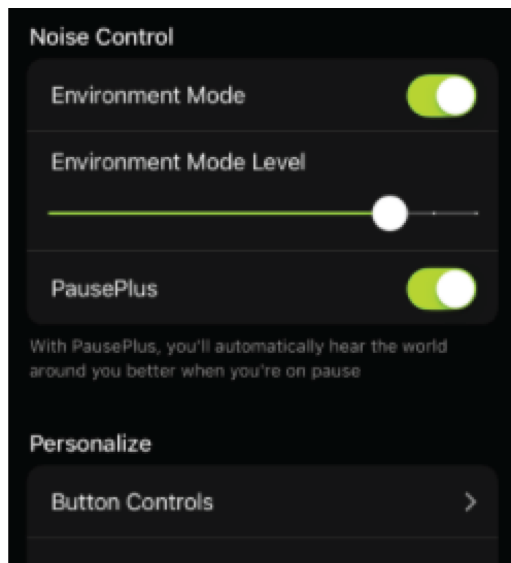 Noise Control
Environment Mode
Environment Mode Level
PausePlus
With PausePlus, you'll automatically hear the world
around you better when you're on pause
Personalize
Button Controls